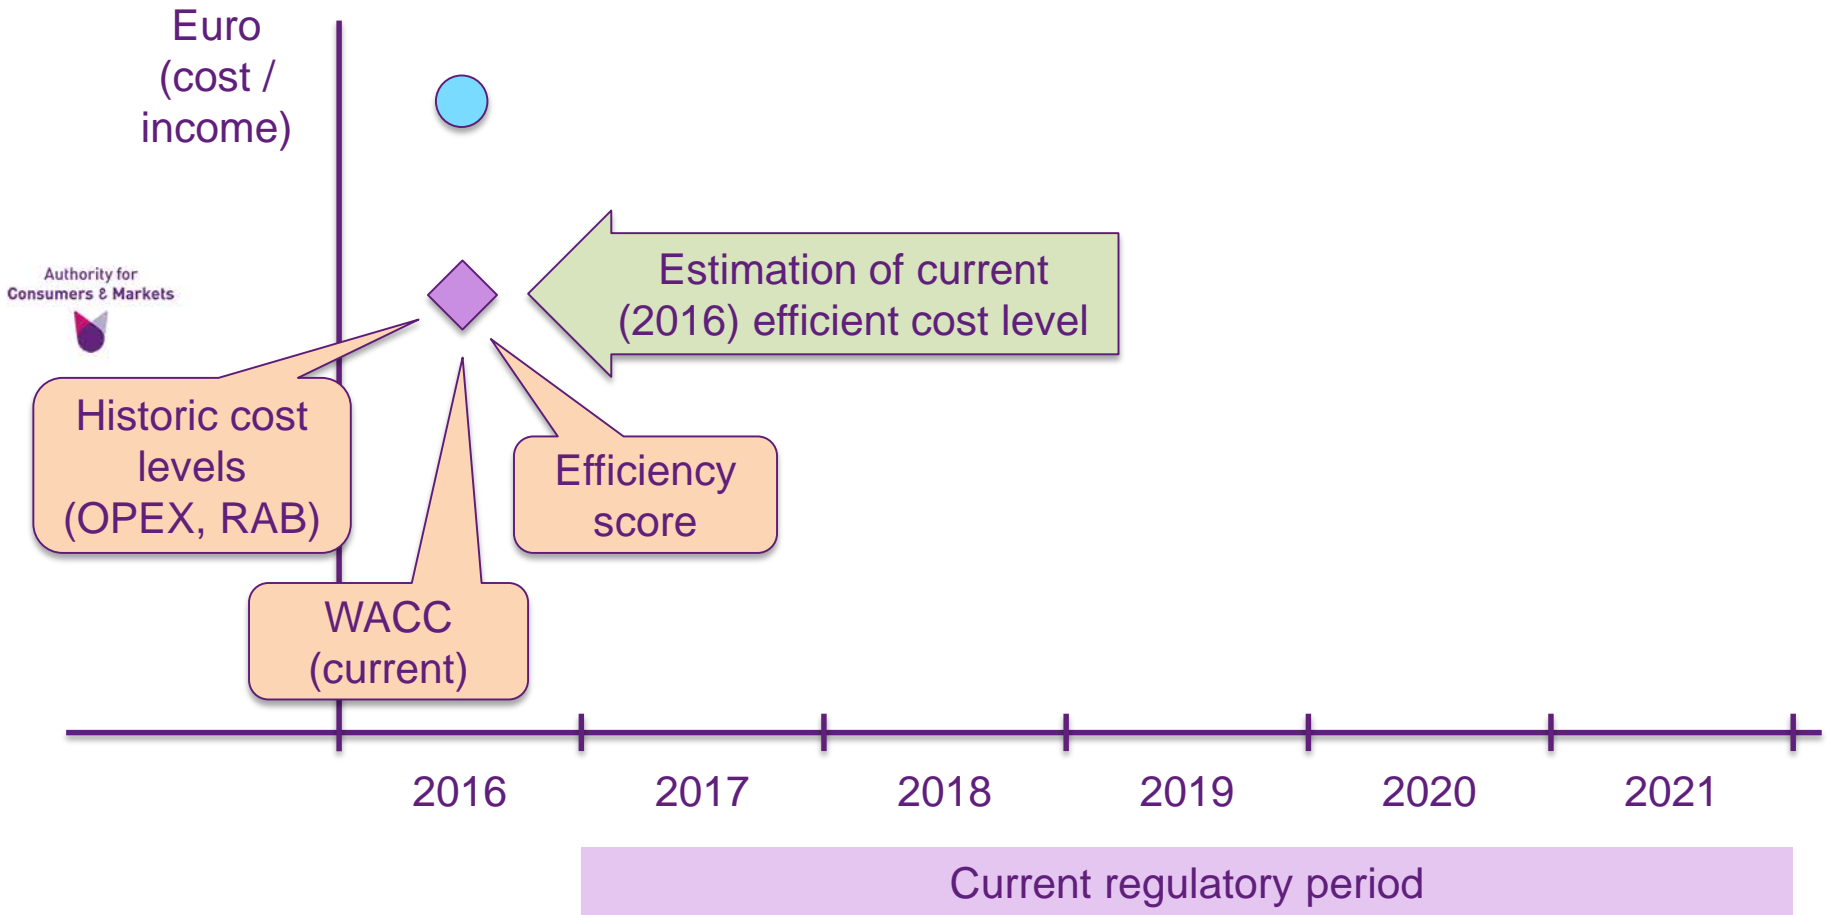 Euro
(cost /
income)
Authority for
Consumers & Markets
Estimation of current
(2016) efficient cost level
Historic cost
levels
(OPEX, RAB)
Efficiency
score
WACC
(current)
2016
2017
2018
2019
2020
2021
Current regulatory period